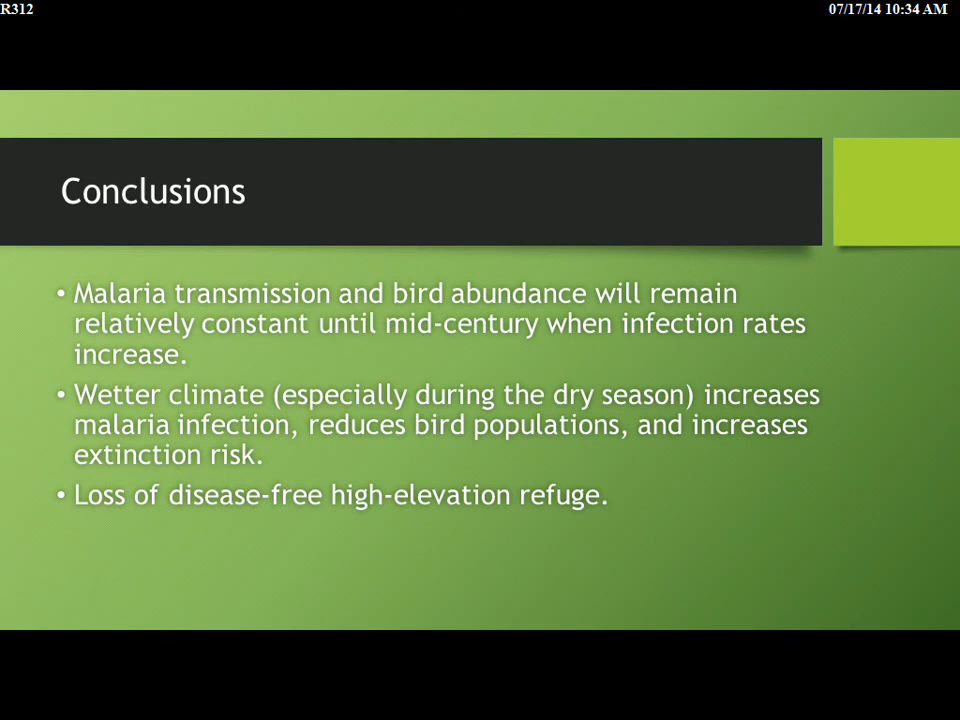 R312 07/17/14 10:34 AM
Conclusions
• Malaria transmission and bird abundance will remain
relatively constant until mid-century when infection rates
increase.
• Wetter climate (especially during the dry season) increases
malaria infection, reduces bird populations, and increases
extinction risk.
• Loss of disease-free high-elevation refuge.